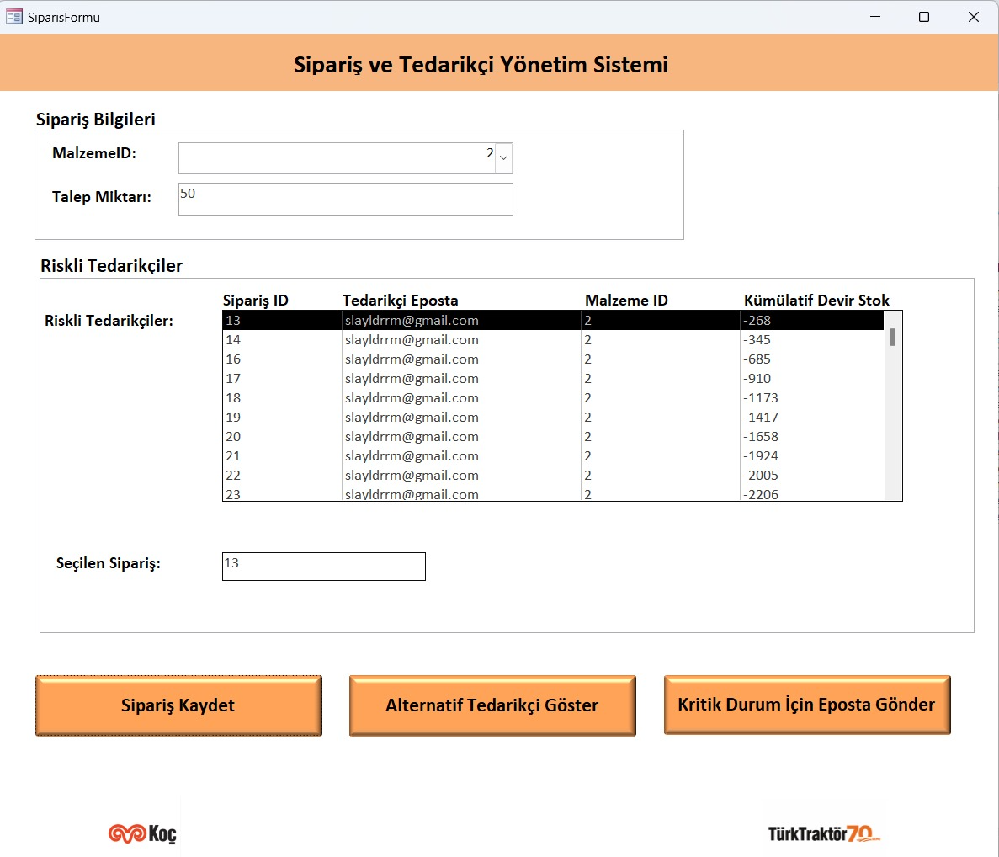 SiparisFormu
Sipariş ve Tedarikçi Yönetim Sistemi
Sipariş Bilgileri
MalzemeID: 2
Talep Miktarı: 50
Riskli Tedarikçiler
Sipariş ID Tedarikçi Eposta Malzeme ID Kümülatif Devir Stok
Riskli Tedarikçiler: 13 slayldrrm@gmail.com 2 -268
14 slayldrrm@gmail.com 2 -345
16 slayldrrm@gmail.com 2 -685
17 slayldrrm@gmail.com 2 -910
18 slayldrrm@gmail.com 2 -1173
19 slayldrrm@gmail.com 2 -1417
20 slayldrrm@gmail.com 2 -1658
21 slayldrrm@gmail.com 2 -1924
22 slayldrrm@gmail.com 2 -2005
23 slayldrrm@gmail.com 2 -2206
Seçilen Sipariş: 13
Sipariş Kaydet Alternatif Tedarikçi Göster Kritik Durum İçin Eposta Gönder
Koç TürkTraktör 70